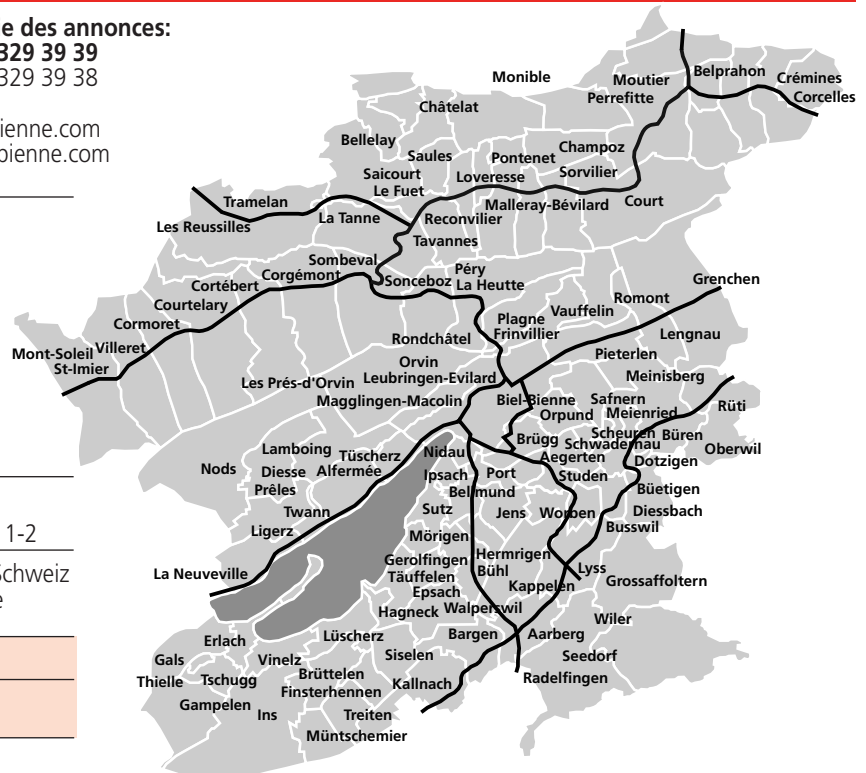 e des annonces:
329 39 39
329 39 38
ienne.com
bienne.com
1-2
Schweiz
e
Monible
Moutier
Belprahon
Crémines
Perrefitte
Corcelles
Châtelat
Bellelay
Saules
Pontenet
Champoz
Saicourt
Loveresse
Sorvilier
Le Fuet
Tramelan
La Tanne
Reconvilier
Malleray-Bévilard
Court
Les Reussilles
Tavannes
Sombeval
Corgémont
Sonceboz
Péry
La Heutte
Grenchen
Cortébert
Courtelary
Vauffelin
Romont
Cormoret
Plagne
Frinvillier
Lengnau
Rondchâtel
Mont-Soleil
Villeret
St-Imier
Orvin
Pieterlen
Les Prés-d'Orvin
Leubringen-Evilard
Meinisberg
Magglingen-Macolin
Biel-Bienne
Safnern
Rüti
Orpund
Meienried
Scheuren
Büren
Brügg
Schwadernau
Oberwil
Lamboing
Tüscherz
Nidau
Aegerten
Dotzigen
Nods
Diesse
Alfermée
Ipsach
Port
Studen
Prêles
Bellmund
Büetigen
Twann
Sutz
Jens
Worben
Diessbach
Ligerz
Busswil
Mörigen
La Neuveville
Gerolfingen
Hermrigen
Täuffelen
Bühl
Lyss
Epsach
Kappelen
Grossaffoltern
Hagneck
Walperswil
Wiler
Erlach
Lüscherz
Bargen
Aarberg
Gals
Vinelz
Siselen
Seedorf
Thielle
Tschugg
Brüttelen
Kallnach
Radelfingen
Finsterhennen
Gampelen
Ins
Treiten
Müntschemier